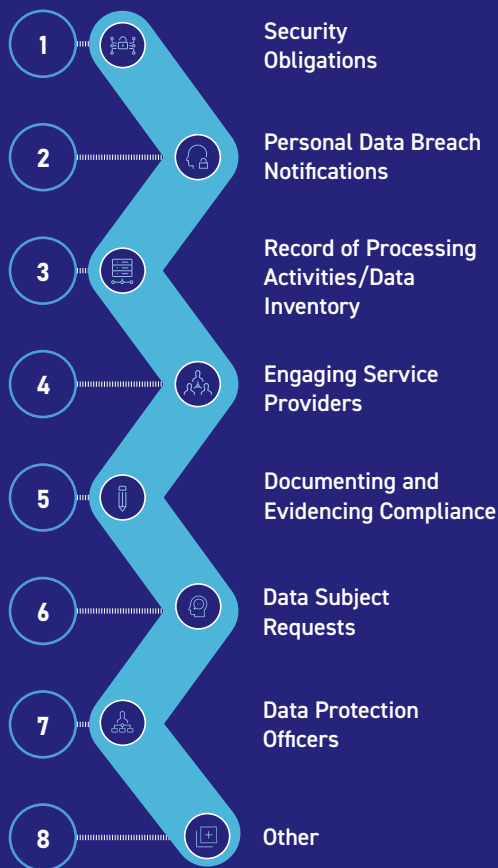 1
Security
Obligations
2
Personal Data Breach
Notifications
3
Record of Processing
Activities/Data
Inventory
4
Engaging Service
Providers
5
Documenting and
Evidencing Compliance
6
Data Subject
Requests
7
Data Protection
Officers
8
Other